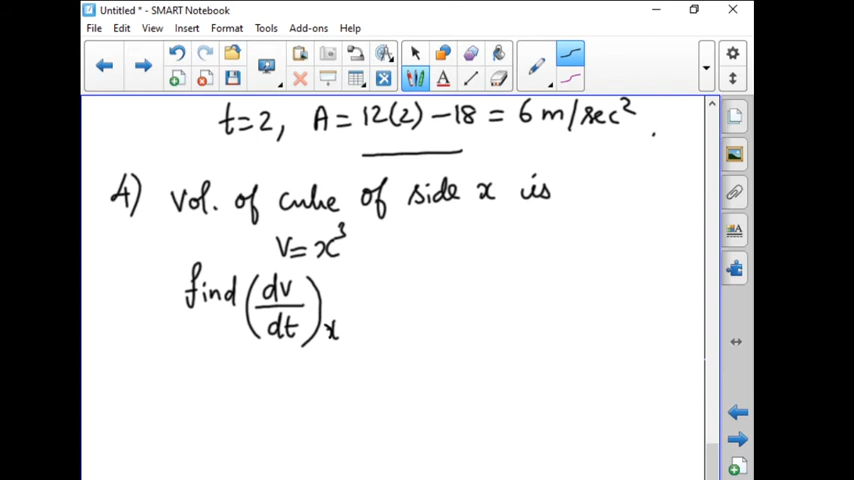 Untitled * - SMART Notebook
File Edit View Insert Format Tools Add-ons Help
t=2, A = 12(2) -18 = 6 m/sec² .
4) Vol. of cube of side x is
v= x³
find (dv/dt)x